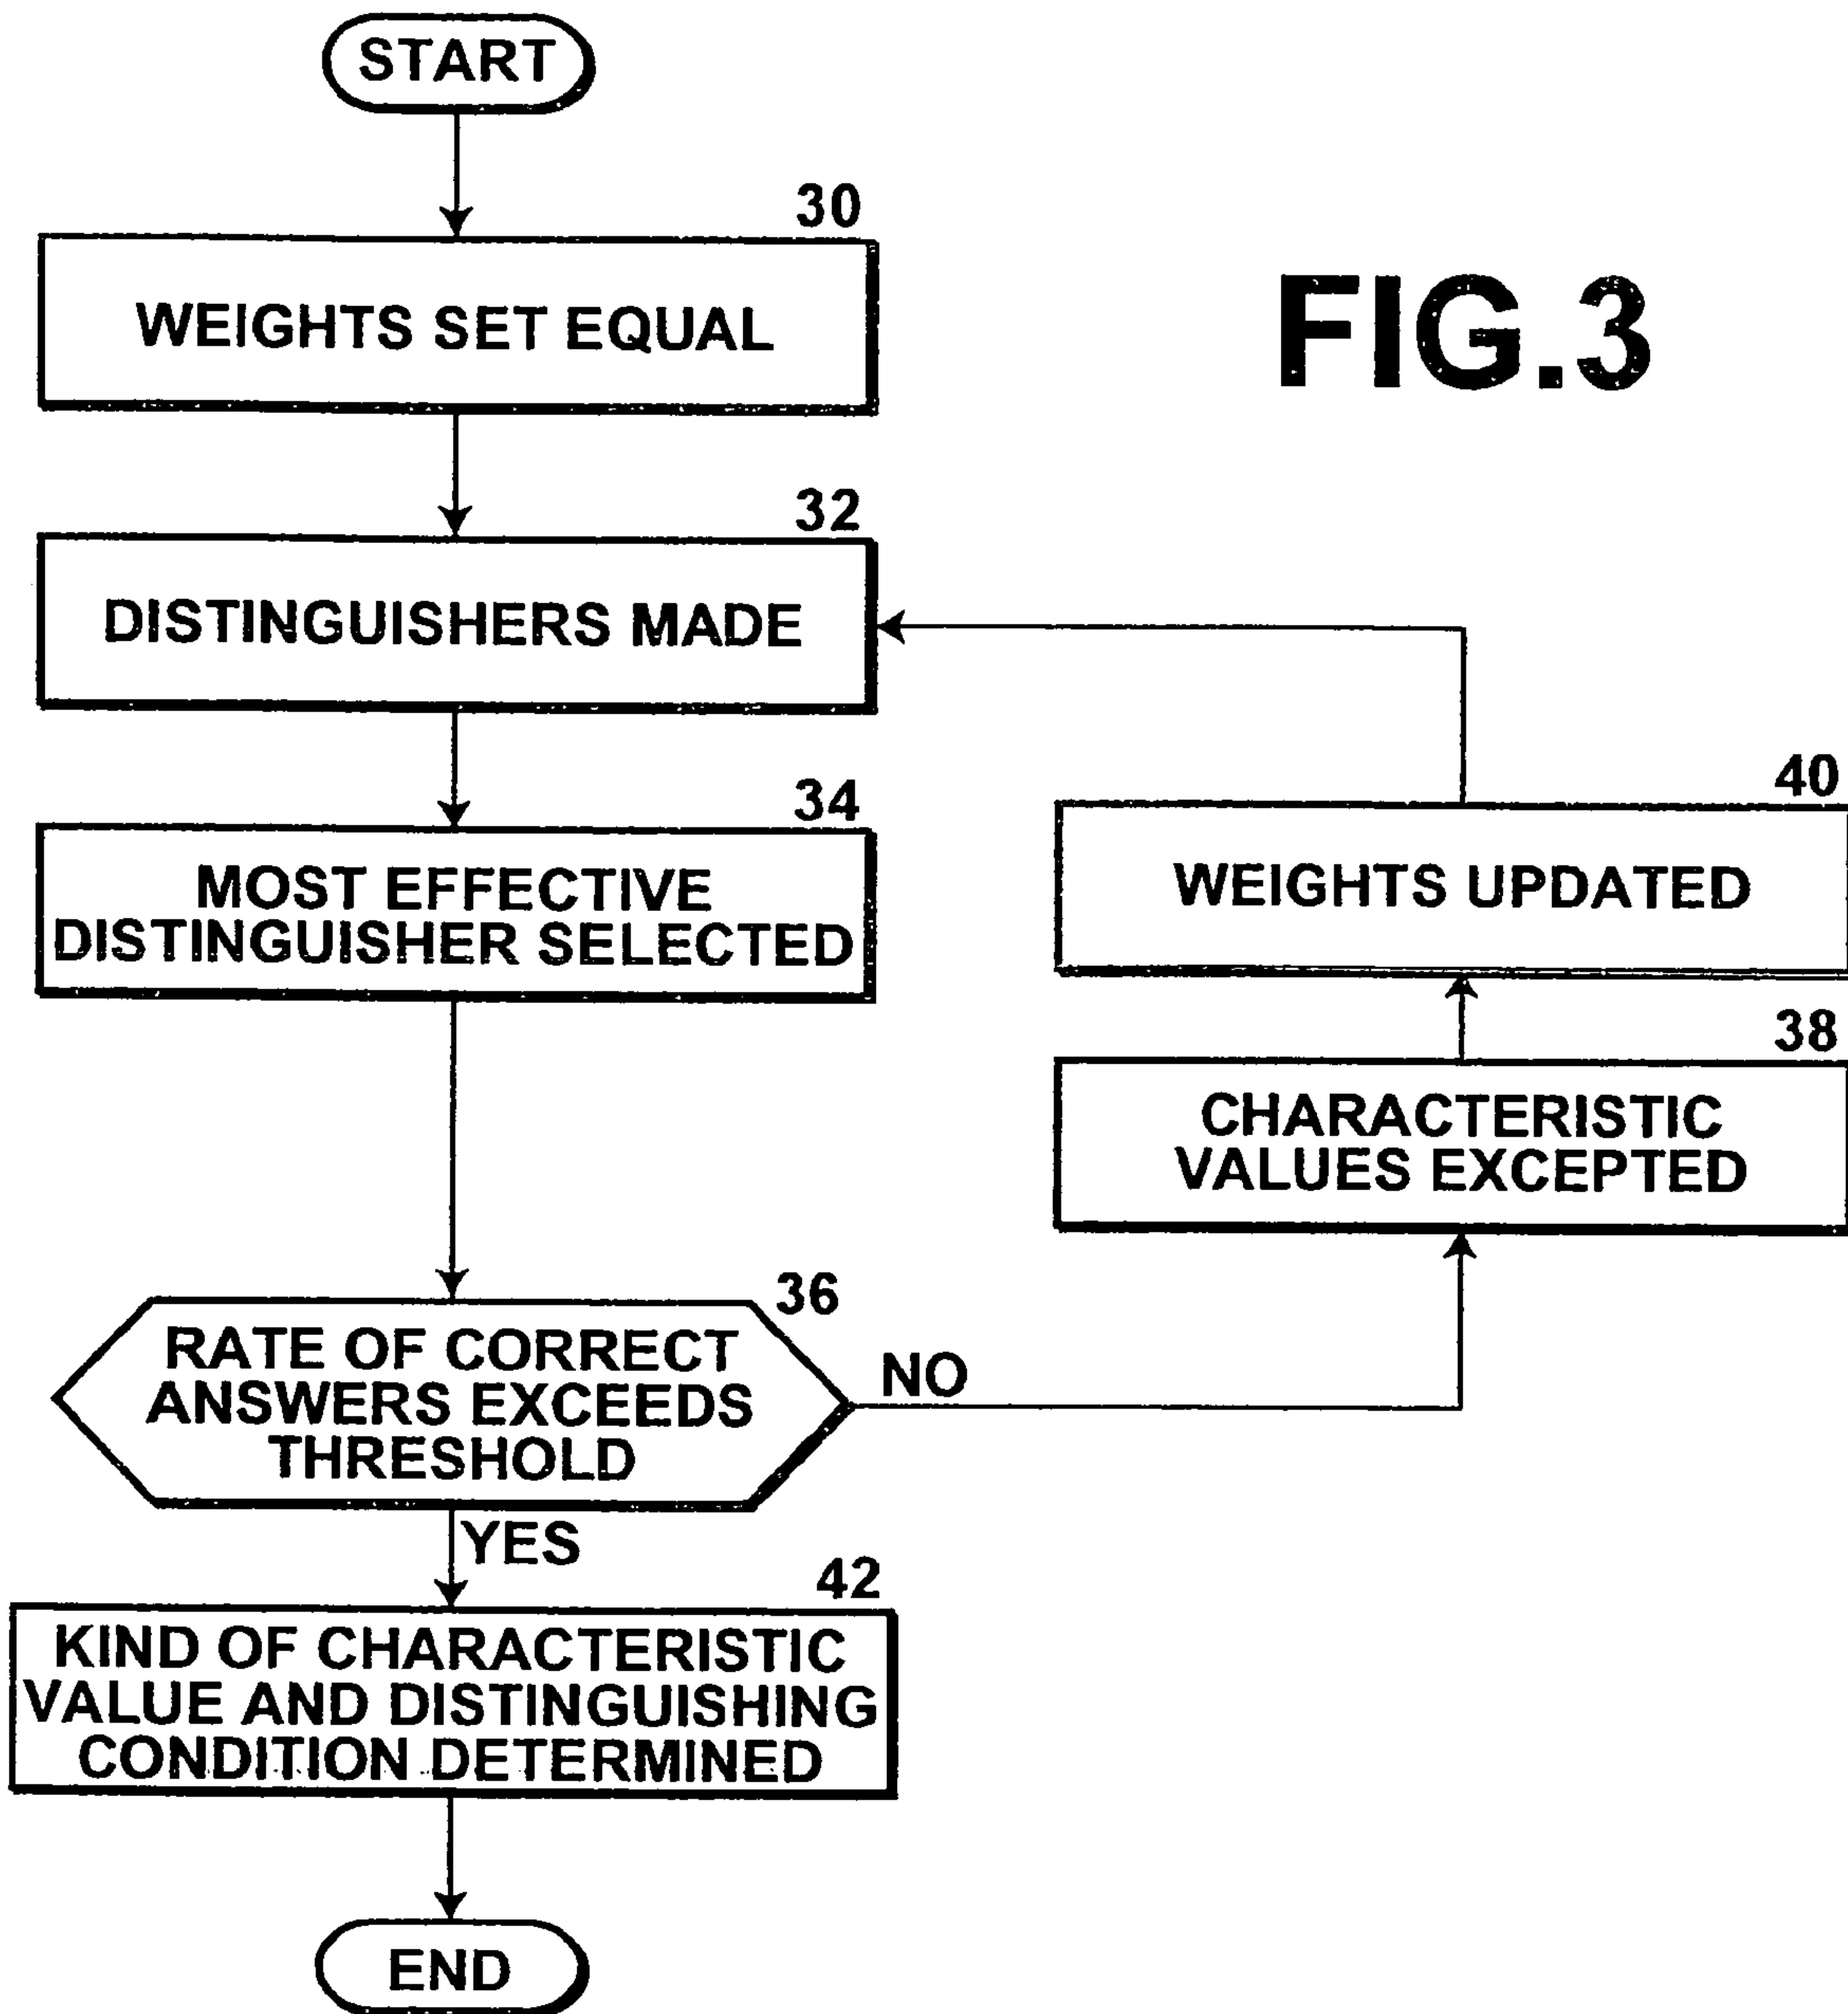 START
30
WEIGHTS SET EQUAL
FIG.3
32
DISTINGUISHERS MADE
34
MOST EFFECTIVE
DISTINGUISHER SELECTED
40
WEIGHTS UPDATED
38
CHARACTERISTIC
VALUES EXCEPTED
36
RATE OF CORRECT
ANSWERS EXCEEDS
THRESHOLD
NO
YES
42
KIND OF CHARACTERISTIC
VALUE AND DISTINGUISHING
CONDITION DETERMINED
END